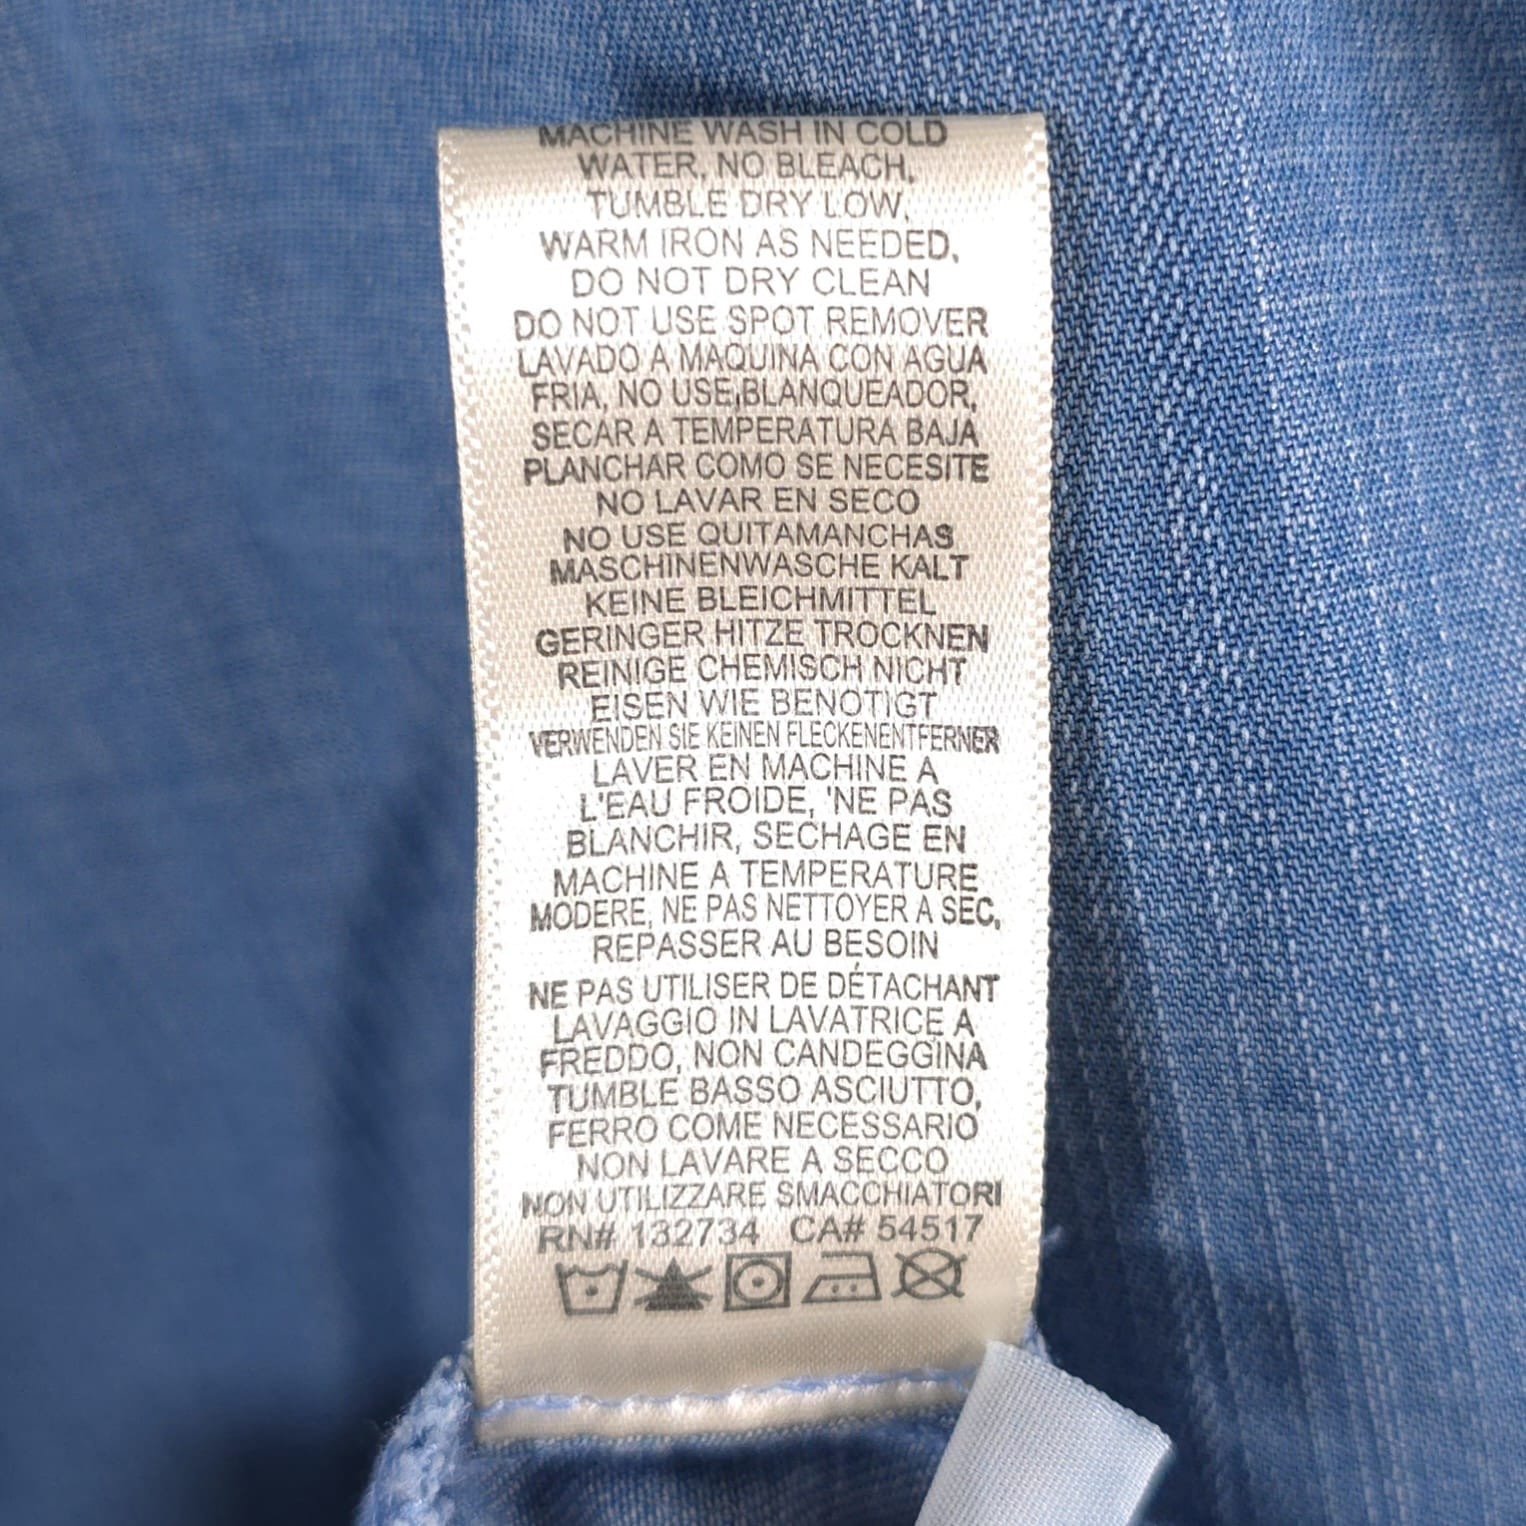 MACHINE WASH IN COLD
WATER, NO BLEACH,
TUMBLE DRY LOW,
WARM IRON AS NEEDED,
DO NOT DRY CLEAN
DO NOT USE SPOT REMOVER
LAVADO A MAQUINA CON AGUA
FRIA, NO USE BLANQUEADOR,
SECAR A TEMPERATURA BAJA
PLANCHAR COMO SE NECESITE
NO LAVAR EN SECO
NO USE QUITAMANCHAS
MASCHINENWASCHE KALT
KEINE BLEICHMITTEL
GERINGER HITZE TROCKNEN
REINIGE CHEMISCH NICHT
EISEN WIE BENOTIGT
VERWENDEN SIE KEINEN FLECKENENTFERNER
LAVER EN MACHINE A
L'EAU FROIDE, 'NE PAS
BLANCHIR, SECHAGE EN
MACHINE A TEMPERATURE
MODERE, NE PAS NETTOYER A SEC,
REPASSER AU BESOIN
NE PAS UTILISER DE DÉTACHANT
LAVAGGIO IN LAVATRICE A
FREDDO, NON CANDEGGINA
TUMBLE BASSO ASCIUTTO,
FERRO COME NECESSARIO
NON LAVARE A SECCO
NON UTILIZZARE SMACCHIATORI
RN# 132734 CA# 54517